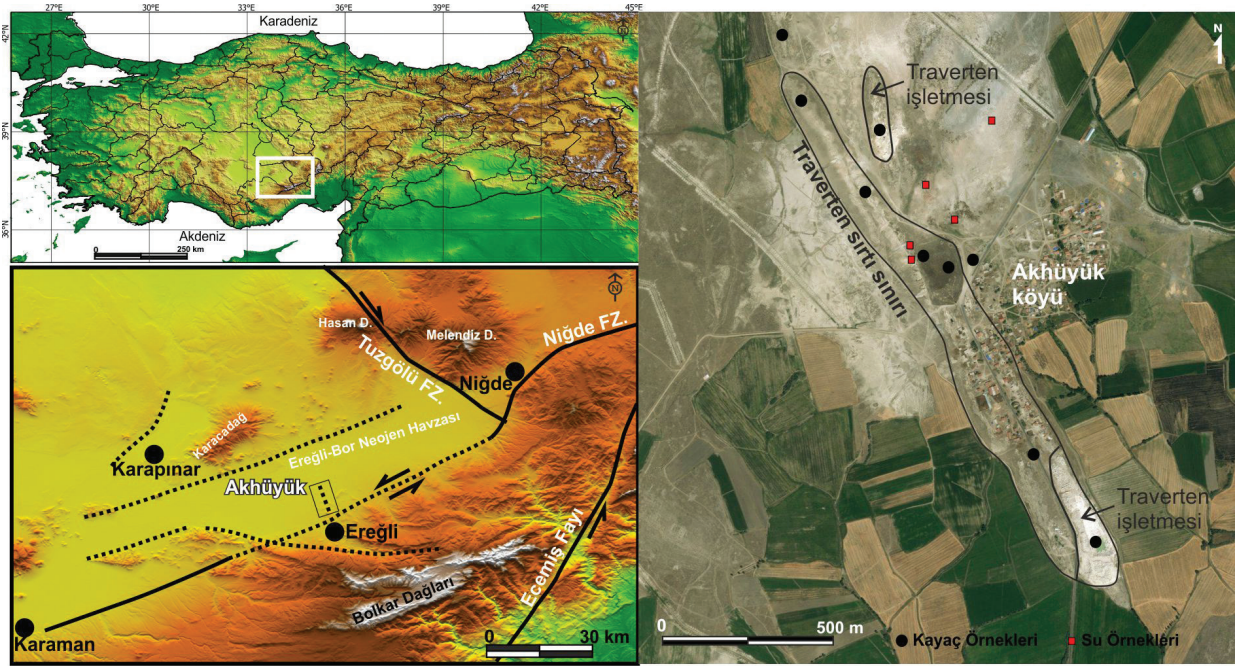 27°E 30°E 33°E 36°E 39°E 42°E 45°E
42°N
39°N
36°N
Karadeniz
Akdeniz
0 250 km
N
N
Hasan D.
Melendiz D.
Niğde FZ.
Tuzgölü FZ.
Niğde
Karacadağ
Ereğli-Bor Neojen Havzası
Karapınar
Akhüyük
Ereğli
Ecemiş Fayı
Bolkar Dağları
Karaman
0 30 km
N
Traverten
işletmesi
Traverten sırtı sınırı
Akhüyük
köyü
Traverten
işletmesi
0 500 m
Kayaç Örnekleri
Su Örnekleri